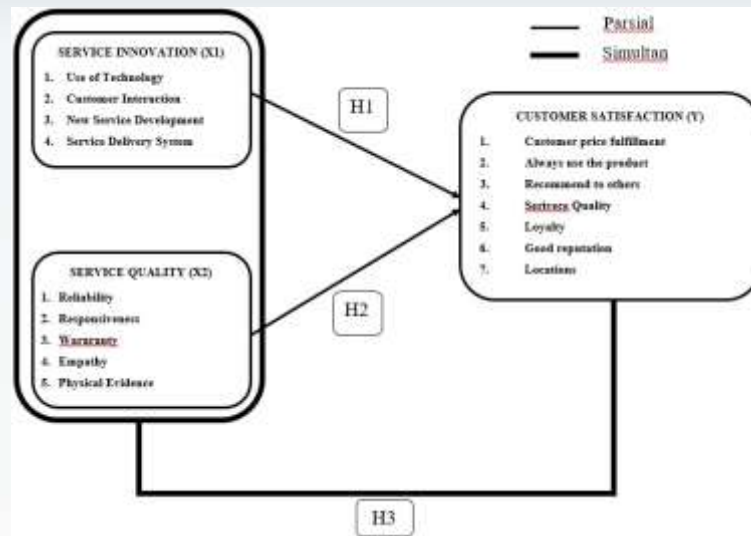 Parsial
Simultan
SERVICE INNOVATION (X1)
1. Use of Technology
2. Customer Interaction
3. New Service Development
4. Service Delivery System
H1
CUSTOMER SATISFACTION (Y)
1. Customer price fulfillment
2. Always use the product
3. Recommend to others
4. Quality
5. Loyalty
6. Good reputation
7. Locations
SERVICE QUALITY (X2)
1. Reliability
2. Responsiveness
3.
4. Empathy
5. Physical Evidence
H2
H3